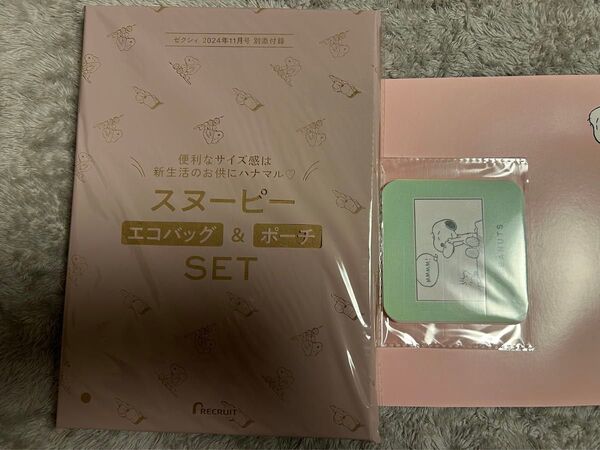 ゼクシィ 2024年11月号 別添付録
便利なサイズ感は
新生活のお供にハナマル♡
スヌーピー
エコバッグ & ポーチ
SET
RECRUIT
MMMM!
PEANUTS